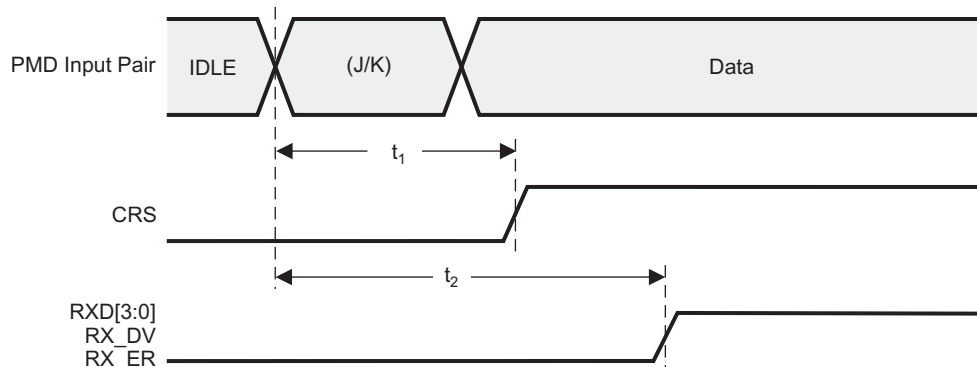 PMD Input Pair
IDLE
(J/K)
Data
t1
CRS
t2
RXD[3:0]
RX_DV
RX_ER